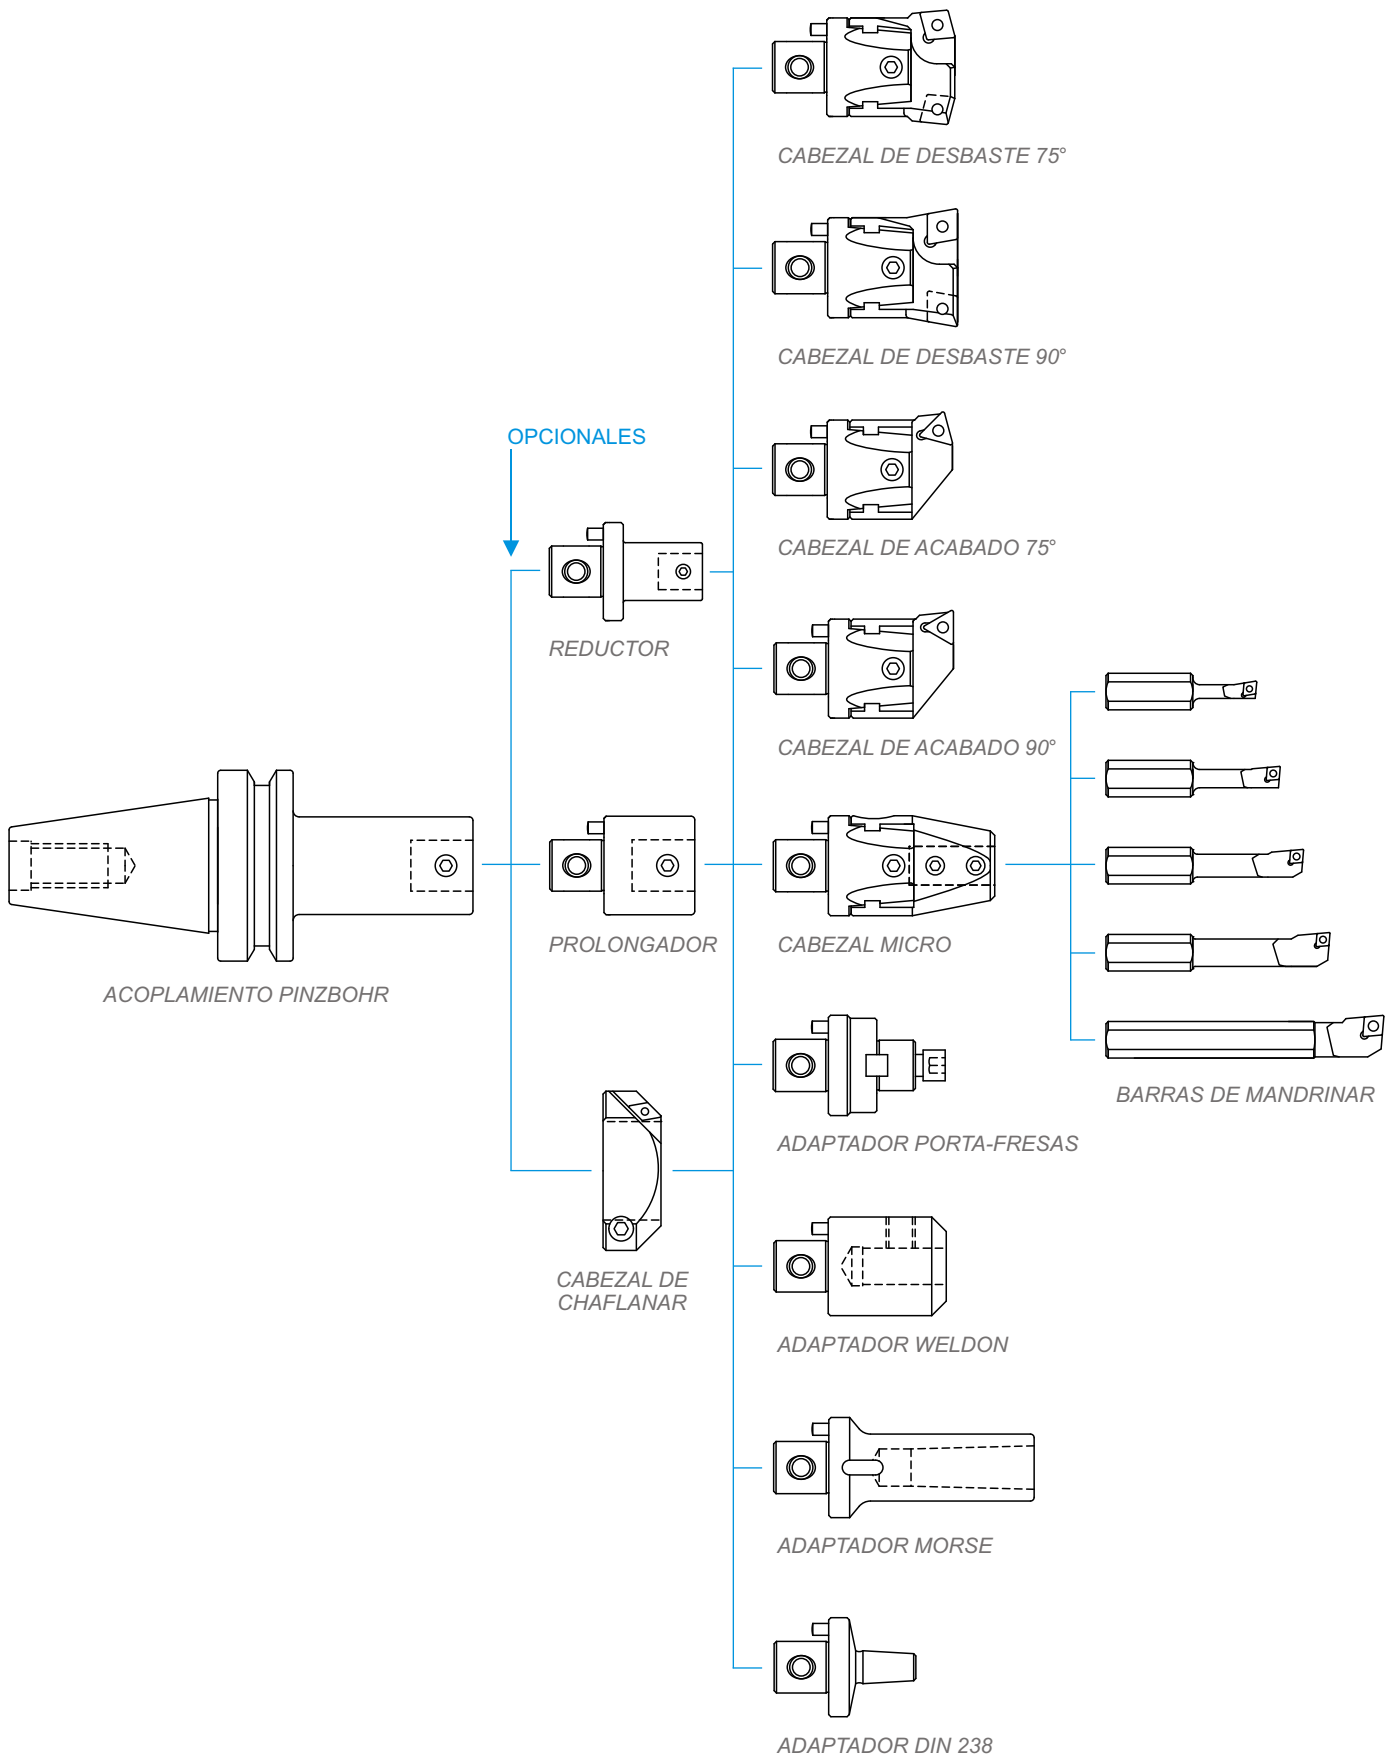 CABEZAL DE DESBASTE 75°
CABEZAL DE DESBASTE 90°
OPCIONALES
CABEZAL DE ACABADO 75°
REDUCTOR
CABEZAL DE ACABADO 90°
PROLONGADOR
CABEZAL MICRO
ACOPLAMIENTO PINZBOHR
BARRAS DE MANDRINAR
ADAPTADOR PORTA-FRESAS
CABEZAL DE
CHAFLANAR
ADAPTADOR WELDON
ADAPTADOR MORSE
ADAPTADOR DIN 238